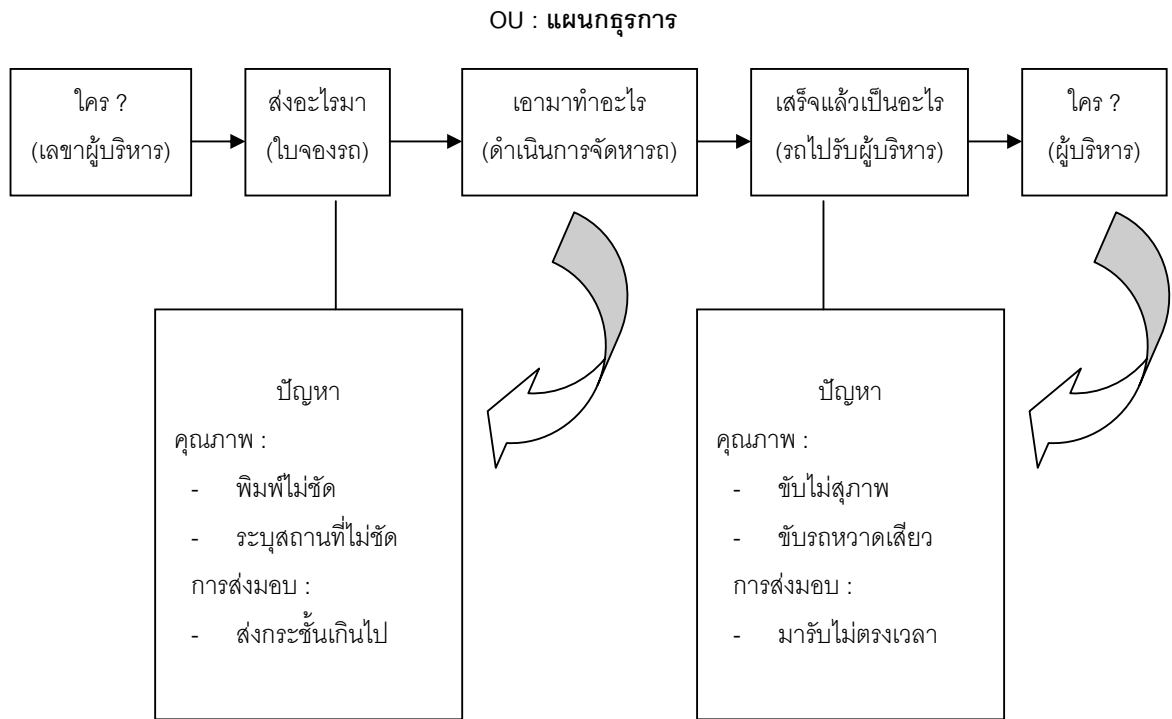 OU : แผนกธุรการ
ใคร ?
(เลขาผู้บริหาร)
ส่งอะไรมา
(ใบจองรถ)
เอามาทำอะไร
(ดำเนินการจัดหารถ)
เสร็จแล้วเป็นอะไร
(รถไปรับผู้บริหาร)
ใคร ?
(ผู้บริหาร)
ปัญหา
คุณภาพ :
- พิมพ์ไม่ชัด
- ระบุสถานที่ไม่ชัด
การส่งมอบ :
- ส่งกระชั้นเกินไป
ปัญหา
คุณภาพ :
- ขับไม่สุภาพ
- ขับรถหวาดเสียว
การส่งมอบ :
- มารับไม่ตรงเวลา